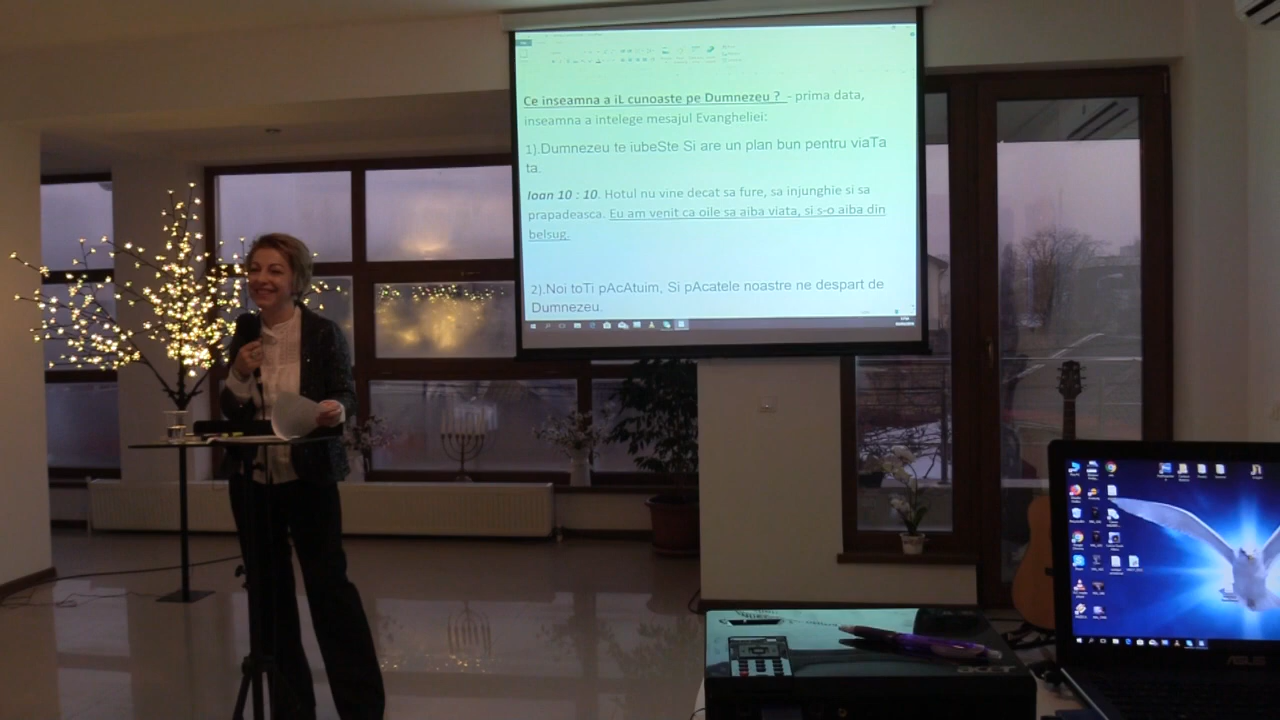 Ce inseamna a iL cunoaste pe Dumnezeu ? - prima data,
inseamna a intelege mesajul Evangheliei:
1).Dumnezeu te iubeSte Si are un plan bun pentru viaTa
ta.
Ioan 10 : 10. Hotul nu vine decat sa fure, sa injunghie si sa
prapadeasca. Eu am venit ca oile sa aiba viata, si s-o aiba din
belsug.
2).Noi toTi pAcAtuim, Si pAcatele noastre ne despart de
Dumnezeu.
acer
ASUS